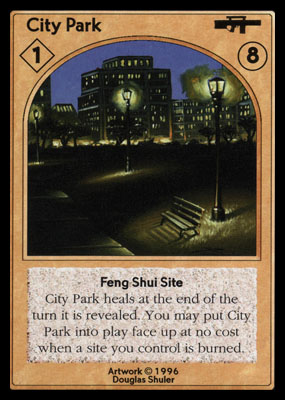 City Park
1
8
Feng Shui Site
City Park heals at the end of the
turn it is revealed. You may put City
Park into play face up at no cost
when a site you control is burned.
Artwork © 1996
Douglas Shuler